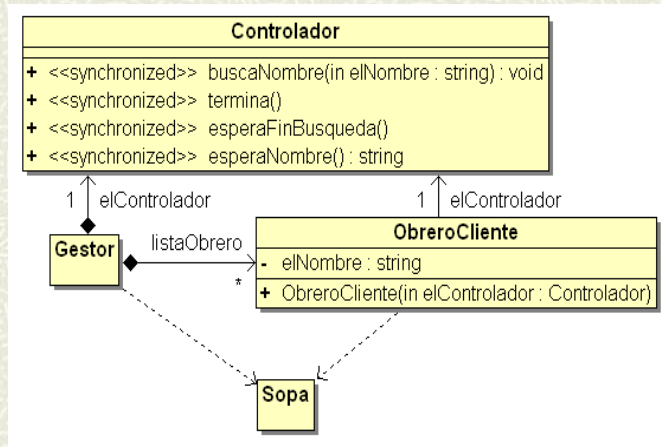 Controlador
+ <<synchronized>> buscaNombre(in elNombre : string) : void
+ <<synchronized>> termina()
+ <<synchronized>> esperaFinBusqueda()
+ <<synchronized>> esperaNombre() : string
1 elControlador
1 elControlador
Gestor
listaObrero
*
ObreroCliente
- elNombre : string
+ ObreroCliente(in elControlador : Controlador)
Sopa